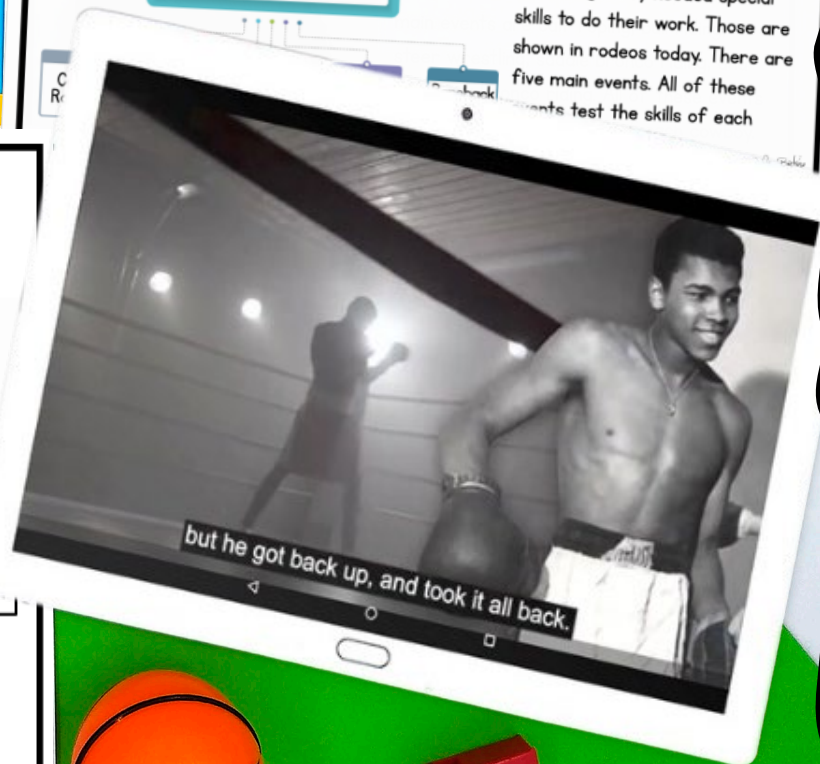 skills to do their work. Those are
shown in rodeos today. There are
five main events. All of these
test the skills of each
but he got back up, and took it all back.